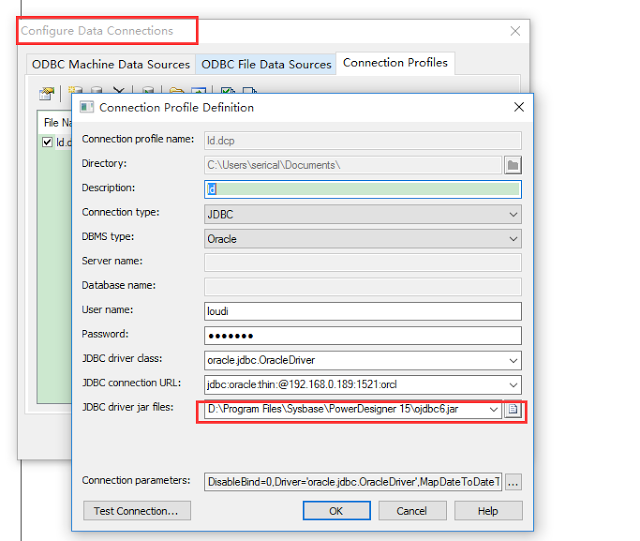 Configure Data Connections
ODBC Machine Data Sources
ODBC File Data Sources
Connection Profiles
File Na
ld.d
Connection Profile Definition
Connection profile name:
ld.dcp
Directory:
C:\Users\serical\Documents\
Description:
ld
Connection type:
JDBC
DBMS type:
Oracle
Server name:
Database name:
User name:
loudi
Password:
●●●●●●●
JDBC driver class:
oracle.jdbc.OracleDriver
JDBC connection URL:
jdbc:oracle:thin:@192.168.0.189:1521:orcl
JDBC driver jar files:
D:\Program Files\Sysbase\PowerDesigner 15\ojdbc6.jar
Connection parameters:
DisableBind=0,Driver='oracle.jdbc.OracleDriver',MapDateToDateT
...
Test Connection...
OK
Cancel
Help